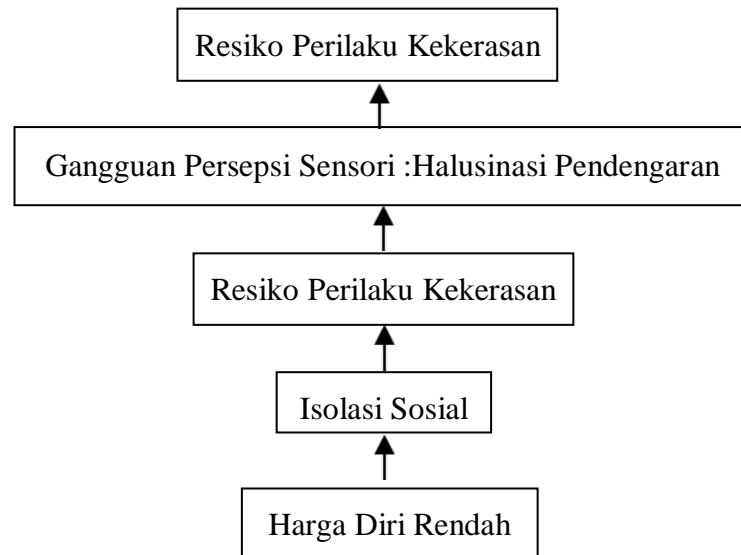 Resiko Perilaku Kekerasan
Gangguan Persepsi Sensori :Halusinasi Pendengaran
Resiko Perilaku Kekerasan
Isolasi Sosial
Harga Diri Rendah